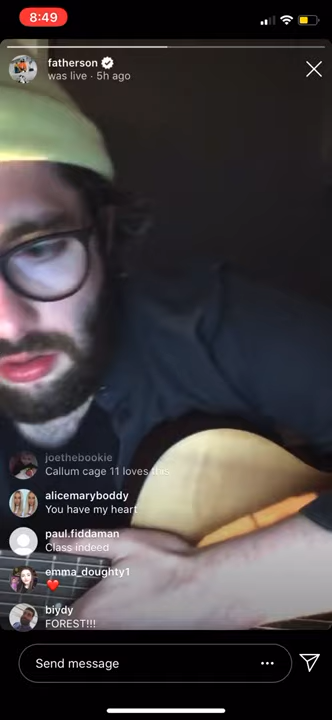 8:49
fatherson
was live · 5h ago
joethebookie
Callum cage 11 loves this
alicemaryboddy
You have my heart
paul.fiddaman
Class indeed
emma_doughty1
❤️
biydy
FOREST!!!
Send message